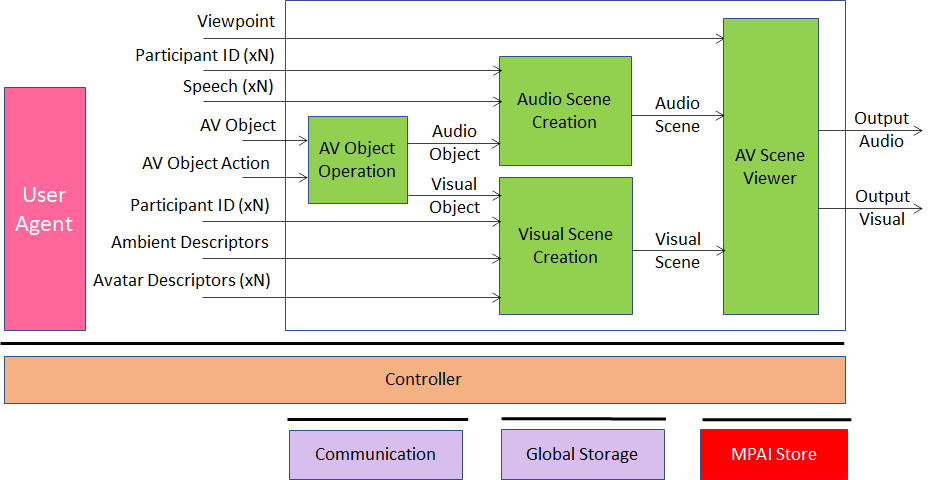 Viewpoint
Participant ID (xN)
Speech (xN)
AV Object
AV Object Action
Participant ID (xN)
Ambient Descriptors
Avatar Descriptors (xN)
User
Agent
AV Object
Operation
Audio
Object
Visual
Object
Audio Scene
Creation
Visual Scene
Creation
Audio
Scene
Visual
Scene
AV Scene
Viewer
Output
Audio
Output
Visual
Controller
Communication
Global Storage
MPAI Store